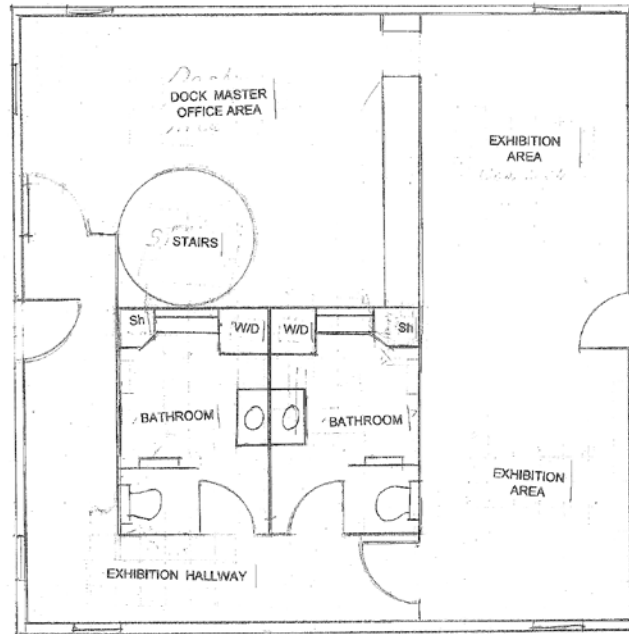 DOCK MASTER
OFFICE AREA
EXHIBITION
AREA
STAIRS
Sh
W/D
W/D
Sh
BATHROOM
BATHROOM
EXHIBITION
AREA
EXHIBITION HALLWAY